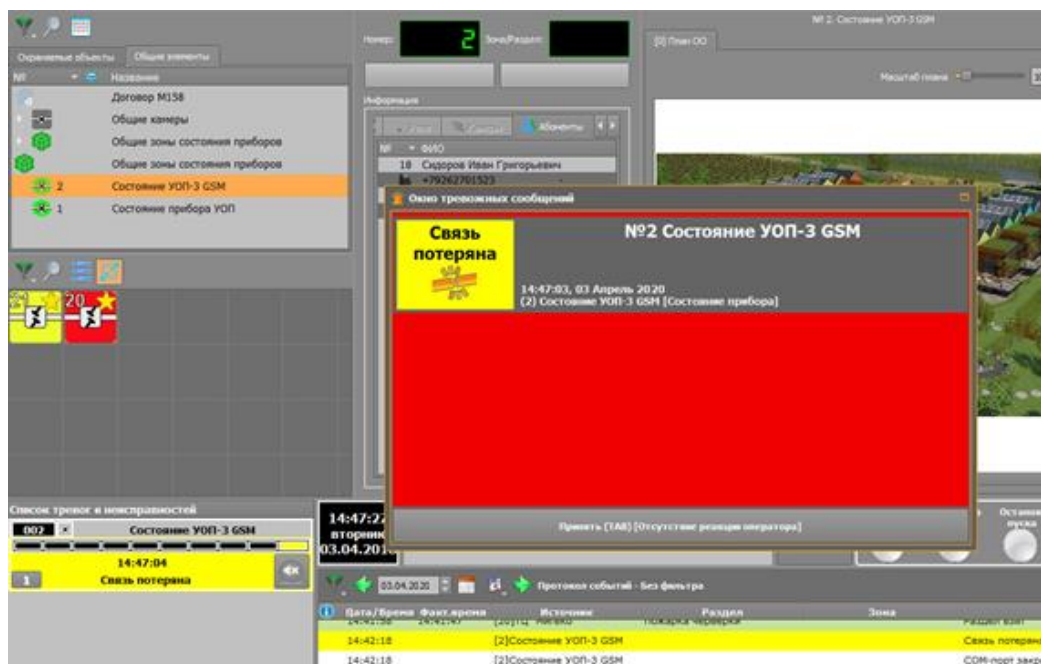 № 2. Состояние УОП-3 GSM
Номер: 2 Зона/Раздел:
[0] План ОО
Охраняемые объекты Общие элементы
№ Название
Масштаб плана
Договор М158
Информация
Общие камеры
Абоненты
Общие зоны состояния приборов
№ ФИО
Общие зоны состояния приборов
18 Сидоров Иван Григорьевич
2 Состояние УОП-3 GSM
+79262701523 -
1 Состояние прибора УОП
Окно тревожных сообщений
Связь
потеряна
№2 Состояние УОП-3 GSM
14:47:03, 03 Апрель 2020
(2) Состояние УОП-3 GSM [Состояние прибора]
20
Принять (TAB) [Отсутствие реакции оператора]
Список тревог и неисправностей
002 Состояние УОП-3 GSM
14:47:04
1 Связь потеряна
14:47:27
вторник
Останов
пуска
03.04.2020 Протокол событий - Без фильтра
Дата/Время Факт.время Источник Раздел Зона
14:42:18 [2]Состояние УОП-3 GSM Связь потеряна
14:42:18 [2]Состояние УОП-3 GSM COM-порт